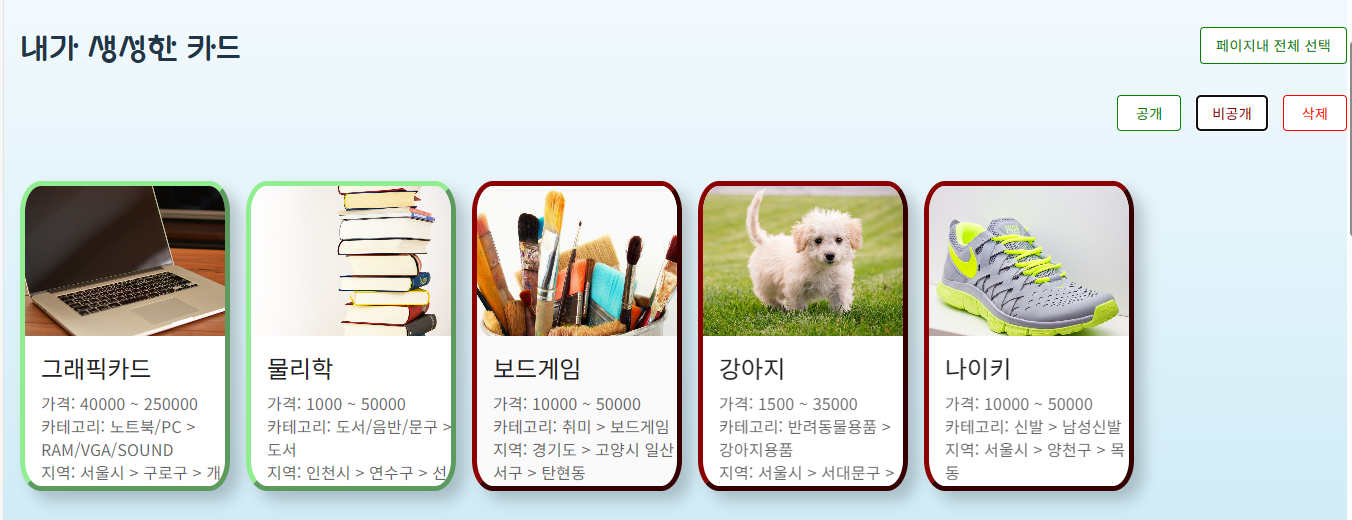 내가 생성한 카드
페이지내 전체 선택
공개
비공개
삭제
그래픽카드
가격: 40000 ~ 250000
카테고리: 노트북/PC >
RAM/VGA/SOUND
지역: 서울시 > 구로구 > 개
물리학
가격: 1000 ~ 50000
카테고리: 도서/음반/문구 >
도서
지역: 인천시 > 연수구 > 선
보드게임
가격: 10000 ~ 50000
카테고리: 취미 > 보드게임
지역: 경기도 > 고양시 일산
서구 > 탄현동
강아지
가격: 1500 ~ 35000
카테고리: 반려동물용품 >
강아지용품
지역: 서울시 > 서대문구 >
나이키
가격: 10000 ~ 50000
카테고리: 신발 > 남성신발
지역: 서울시 > 양천구 > 목
동